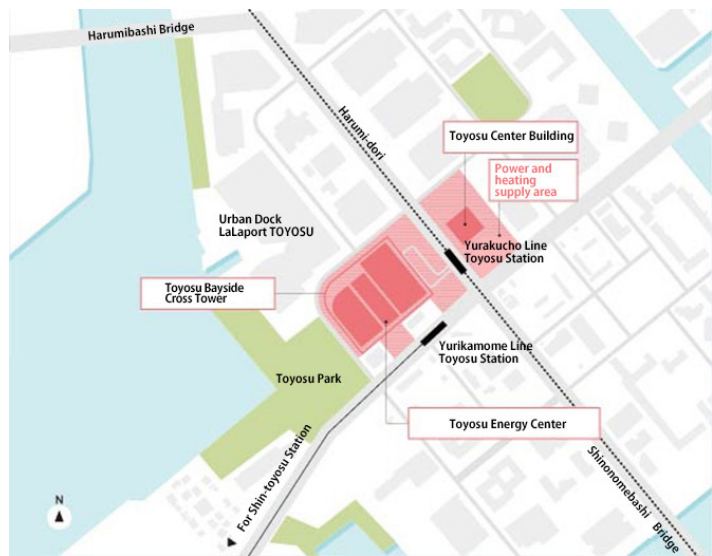 Harumibashi Bridge
Harumi-dori
Toyosu Center Building
Power and
heating
supply area
Urban Dock
LaLaport TOYOSU
Yurakucho Line
Toyosu Station
Toyosu Bayside
Cross Tower
Yurikamome Line
Toyosu Station
Toyosu Park
Toyosu Energy Center
For Shin-toyosu Station
Shinonomebashi Bridge
N